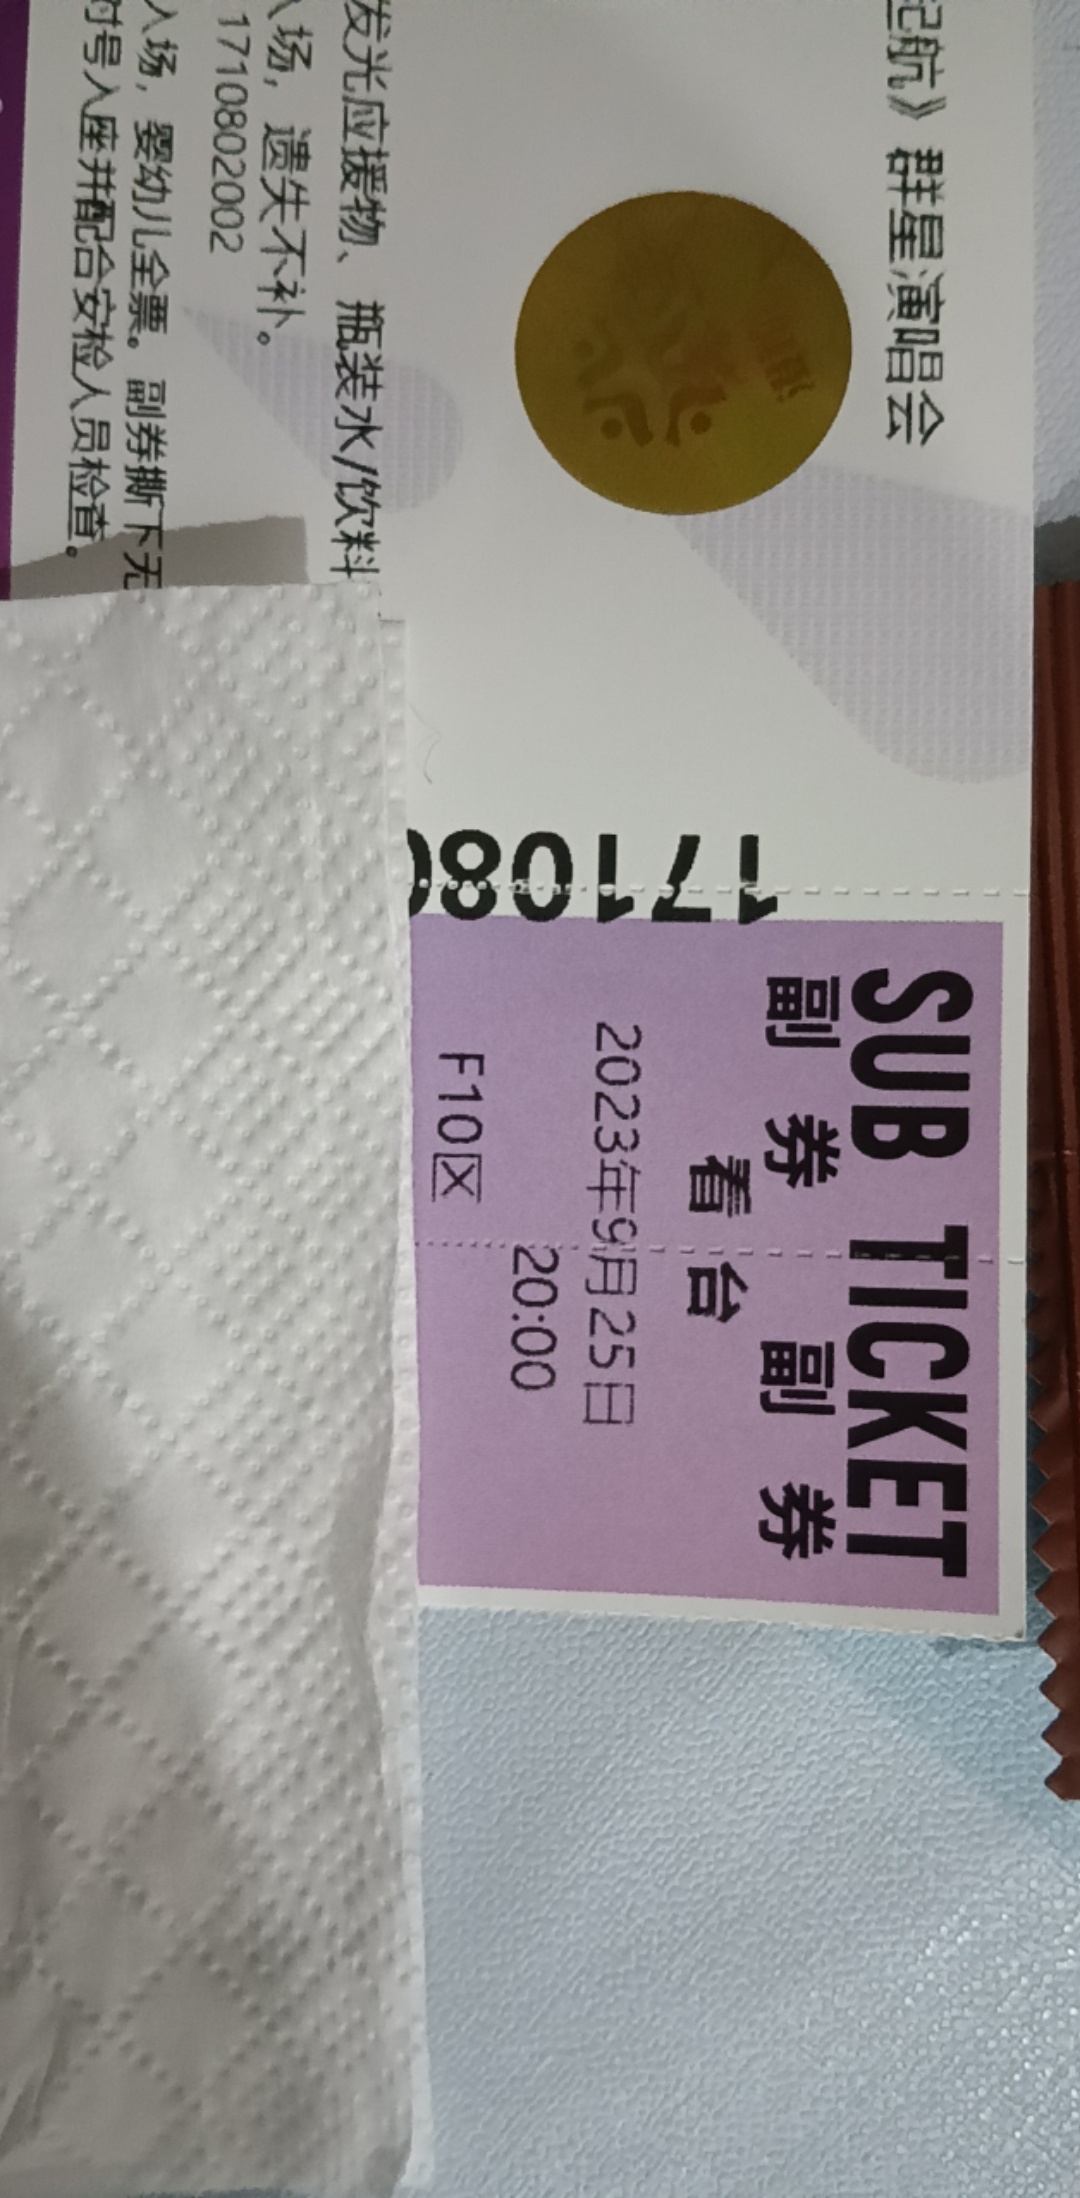 航》群星演唱会
发光应援物、瓶装水/饮料
入场，遗失不补。
1710802002
入场，婴幼儿全票。副券撕下无
对号入座并配合安检人员检查。
17108
SUB TICKET
副 券 副 券
看 台
2023年9月25日
20:00
F10区